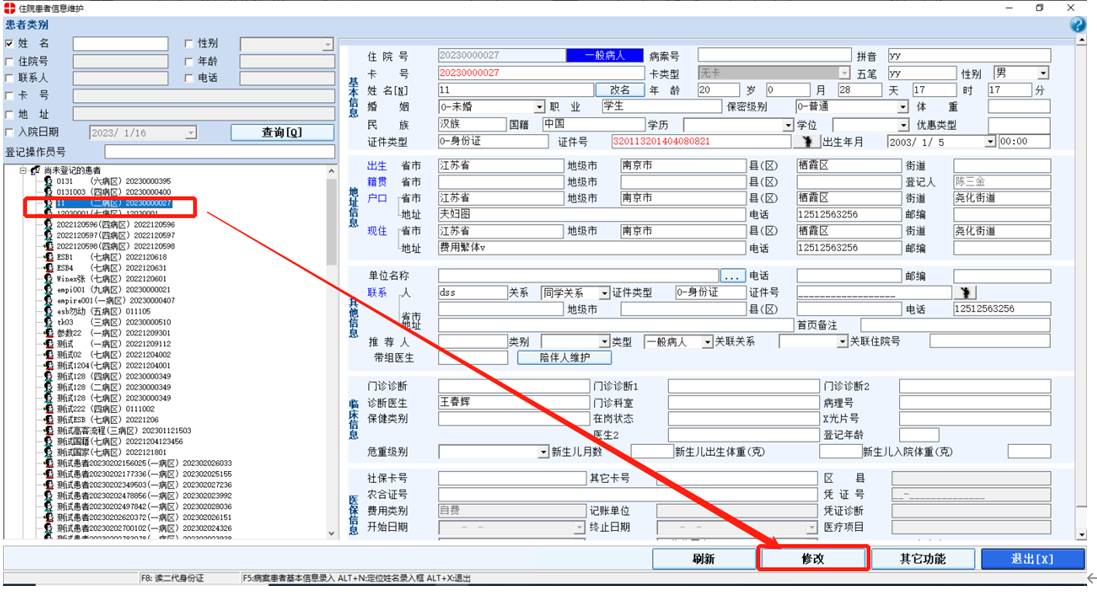 住院患者信息维护
患者类别
姓 名 性别
住院号 年龄
联系人 电话
卡 号
地 址
入院日期 2023/ 1/16 查询[Q]
登记操作员号
尚未登记的患者
0131 (六病区) 20230000395
0131003 (四病区) 20230000400
11 (二病区) 20230000027
12030001(七病区) 12030001
2022120596(四病区) 2022120596
2022120597(四病区) 2022120597
2022120598(四病区) 2022120598
ESB1 (七病区) 2022120618
ESB4 (七病区) 2022120631
Winex张 (七病区) 2022120601
empi001 (九病区) 20230000021
empire001(一病区) 20230000407
esb勿动 (五病区) 011105
tk03 (三病区) 20230000510
参数22 (一病区) 20221209301
测试 (一病区) 20221209112
测试02 (七病区) 20221204002
测试1204(七病区) 20221204001
测试128 (四病区) 20230000349
测试128 (二病区) 20230000349
测试128 (一病区) 20230000349
测试222 (四病区) 0111002
测试ESB (七病区) 20221206
测试高客流程(三病区) 202301121503
测试国籍(七病区) 20221204123456
测试国家(七病区) 2022121801
测试患者20230202156025(一病区) 202302026033
测试患者20230202177336(一病区) 202302025155
测试患者20230202349503(一病区) 202302027236
测试患者20230202478856(一病区) 202302023992
测试患者20230202497842(一病区) 202302028036
测试患者20230202620372(一病区) 202302026151
测试患者20230202700102(一病区) 202302024326
基本信息
住 院 号 20230000027 一般病人 病案号 拼音 yy
卡 号 20230000027 卡类型 无卡 五笔 yy 性别 男
姓 名[N] 11 改名 年 龄 20 岁 0 月 28 天 17 时 17 分
婚 姻 0-未婚 职 业 学生 保密级别 0-普通 体 重
民 族 汉族 国籍 中国 学历 学位 优惠类型
证件类型 0-身份证 证件号 320113201404080821 出生年月 2003/ 1/ 5 00:00
地址信息
出生 省市 江苏省 地级市 南京市 县(区) 栖霞区 街道
籍贯 省市 地级市 县(区) 登记人 陈三金
户口 省市 江苏省 地级市 南京市 县(区) 栖霞区 街道 尧化街道
地址 夫妇图 电话 12512563256 邮编
现住 省市 江苏省 地级市 南京市 县(区) 栖霞区 街道 尧化街道
地址 费用繁体v 电话 12512563256 邮编
其他信息
单位名称 ... 电话 邮编
联系 人 dss 关系 同学关系 证件类型 0-身份证 证件号 __________________
省市 地级市 县(区) 电话 12512563256
地址 首页备注
推 荐 人 类别 类型 一般病人 关联关系 关联住院号
带组医生 陪伴人维护
临床信息
门诊诊断 门诊诊断1 门诊诊断2
诊断医生 王春辉 门诊科室 病理号
保健类别 在岗状态 X光片号
医生2 登记年龄
危重级别 新生儿月数 新生儿出生体重(克) 新生儿入院体重(克)
医保信息
社保卡号 其它卡号 区 县
农合证号 凭 证 号 __-______________
费用类别 自费 记账单位 凭证诊断
开始日期 - - 终止日期 - - 医疗项目
刷新 修改 其它功能 退出[X]
F8: 读二代身份证 F5:病案患者基本信息录入 ALT+N:定位姓名录入框 ALT+X:退出